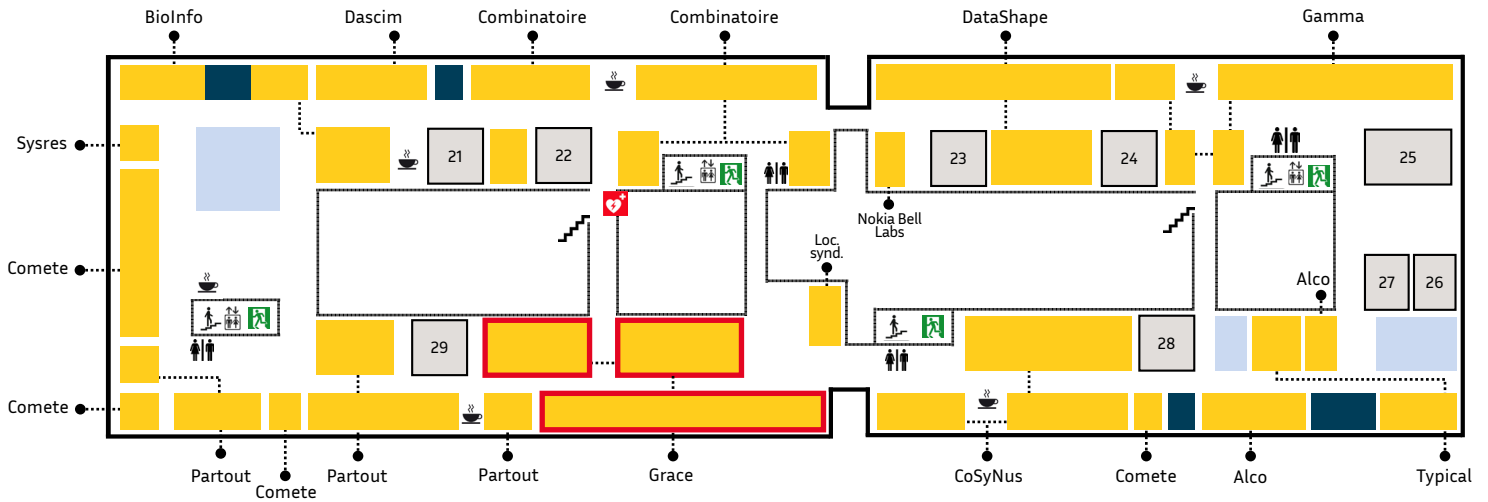 BioInfo
Dascim
Combinatoire
Combinatoire
DataShape
Gamma
Sysres
21
22
23
24
25
Nokia Bell
Labs
Loc.
synd.
Comete
Alco
27
26
29
28
Comete
Partout
Comete
Partout
Partout
Grace
CoSyNus
Comete
Alco
Typical